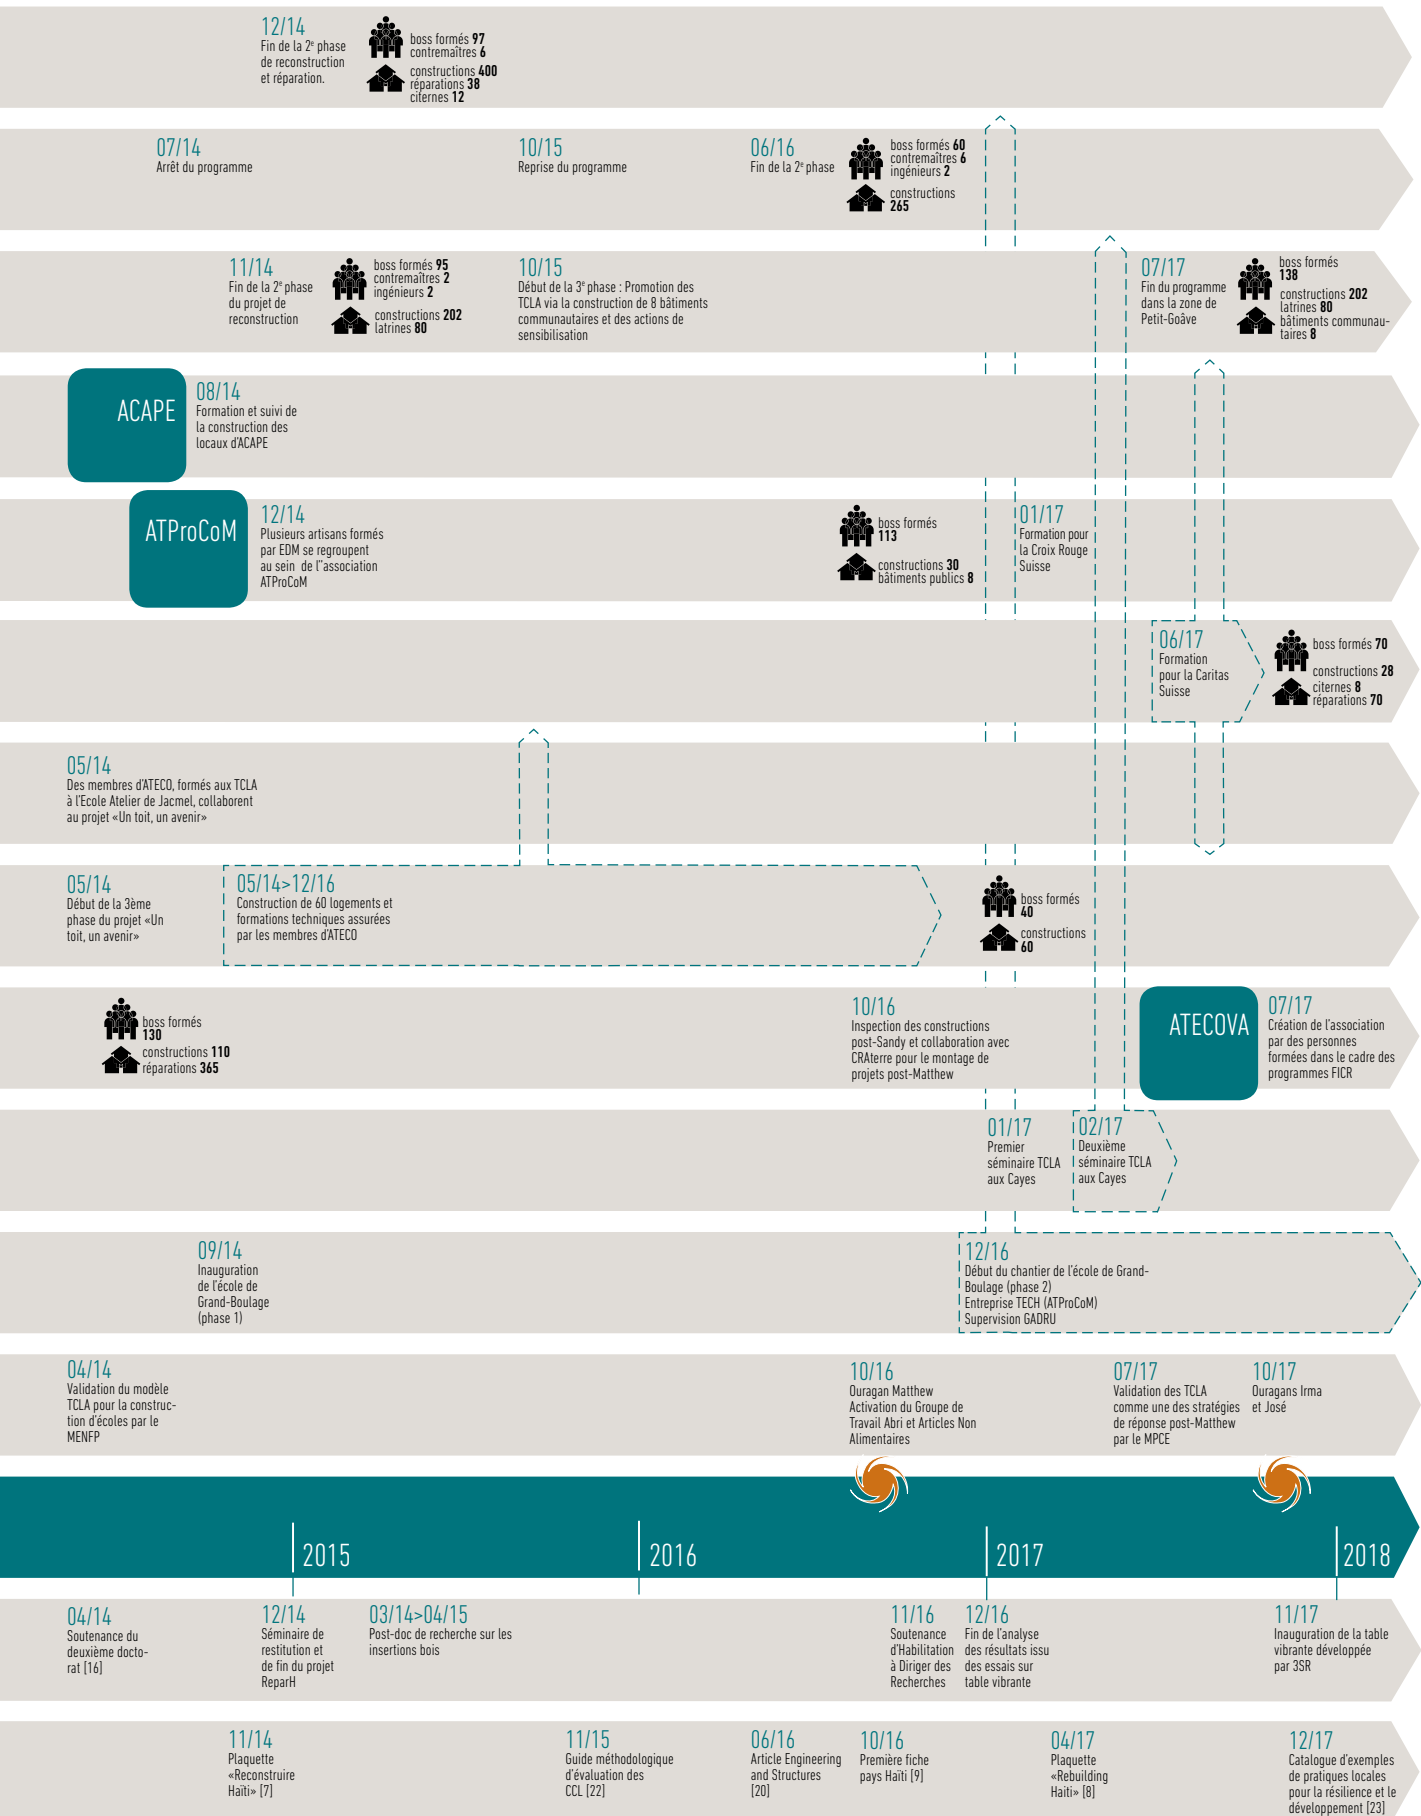 12/14
Fin de la 2e phase
de reconstruction
et réparation.
boss formés 97
contremaîtres 6
constructions 400
réparations 38
citernes 12
07/14
Arrêt du programme
10/15
Reprise du programme
06/16
Fin de la 2e phase
boss formés 60
contremaîtres 6
ingénieurs 2
constructions
265
11/14
Fin de la 2e phase
du projet de
reconstruction
boss formés 95
contremaîtres 2
ingénieurs 2
constructions 202
latrines 80
10/15
Début de la 3e phase : Promotion des
TCLA via la construction de 8 bâtiments
communautaires et des actions de
sensibilisation
07/17
Fin du programme
dans la zone de
Petit-Goâve
boss formés
138
constructions 202
latrines 80
bâtiments communau-
taires 8
ACAPE
08/14
Formation et suivi de
la construction des
locaux d'ACAPE
ATProCoM
12/14
Plusieurs artisans formés
par EDM se regroupent
au sein de l''association
ATProCoM
boss formés
113
constructions 30
bâtiments publics 8
01/17
Formation pour
la Croix Rouge
Suisse
06/17
Formation
pour la Caritas
Suisse
boss formés 70
constructions 28
citernes 8
réparations 70
05/14
Des membres d'ATECO, formés aux TCLA
à l'Ecole Atelier de Jacmel, collaborent
au projet «Un toit, un avenir»
05/14
Début de la 3ème
phase du projet «Un
toit, un avenir»
05/14>12/16
Construction de 60 logements et
formations techniques assurées
par les membres d'ATECO
boss formés
40
constructions
60
boss formés
130
constructions 110
réparations 365
10/16
Inspection des constructions
post-Sandy et collaboration avec
CRAterre pour le montage de
projets post-Matthew
ATECOVA
07/17
Création de l'association
par des personnes
formées dans le cadre des
programmes FICR
01/17
Premier
séminaire TCLA
aux Cayes
02/17
Deuxième
séminaire TCLA
aux Cayes
09/14
Inauguration
de l'école de
Grand-Boulage
(phase 1)
12/16
Début du chantier de l'école de Grand-
Boulage (phase 2)
Entreprise TECH (ATProCoM)
Supervision GADRU
04/14
Validation du modèle
TCLA pour la construc-
tion d'écoles par le
MENFP
10/16
Ouragan Matthew
Activation du Groupe de
Travail Abri et Articles Non
Alimentaires
07/17
Validation des TCLA
comme une des stratégies
de réponse post-Matthew
par le MPCE
10/17
Ouragans Irma
et José
2015
2016
2017
2018
04/14
Soutenance du
deuxième docto-
rat [16]
12/14
Séminaire de
restitution et
de fin du projet
ReparH
03/14>04/15
Post-doc de recherche sur les
insertions bois
11/16
Soutenance
d'Habilitation
à Diriger des
Recherches
12/16
Fin de l'analyse
des résultats issu
des essais sur
table vibrante
11/17
Inauguration de la table
vibrante développée
par 3SR
11/14
Plaquette
«Reconstruire
Haïti» [7]
11/15
Guide méthodologique
d'évaluation des
CCL [22]
06/16
Article Engineering
and Structures
[20]
10/16
Première fiche
pays Haïti [9]
04/17
Plaquette
«Rebuilding
Haiti» [8]
12/17
Catalogue d'exemples
de pratiques locales
pour la résilience et le
développement [23]